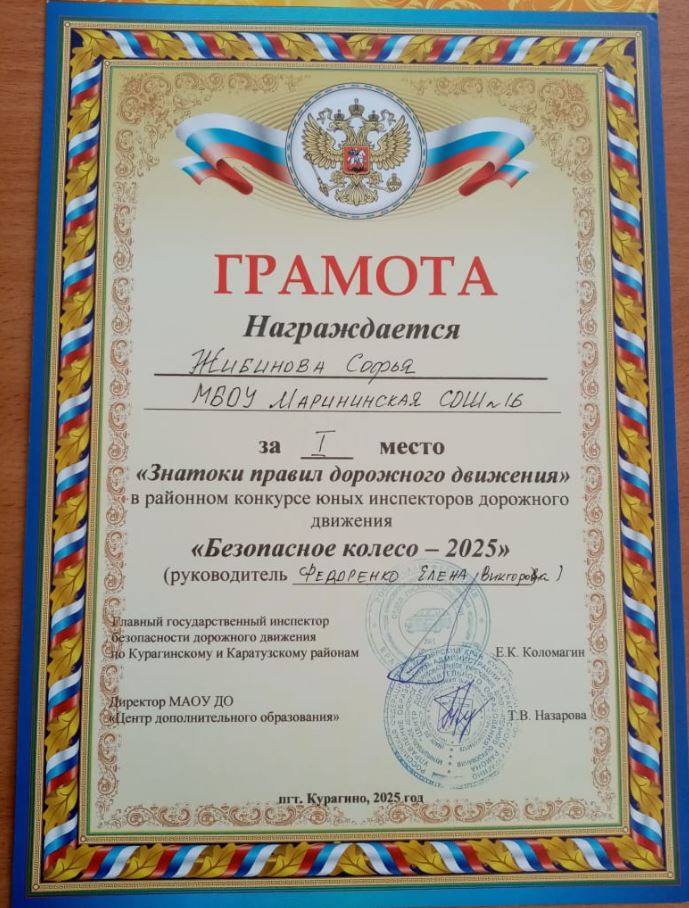 ГРАМОТА
Награждается
Жибинова Софья
МБОУ Марининская СОШ №16
за I место
«Знатоки правил дорожного движения»
в районном конкурсе юных инспекторов дорожного
движения
«Безопасное колесо – 2025»
(руководитель Федоренко Елена Викторовна)
Главный государственный инспектор
безопасности дорожного движения
по Курагинскому и Каратузскому районам Е.К. Коломагин
Директор МАОУ ДО
«Центр дополнительного образования» Т.В. Назарова
пгт. Курагино, 2025 год